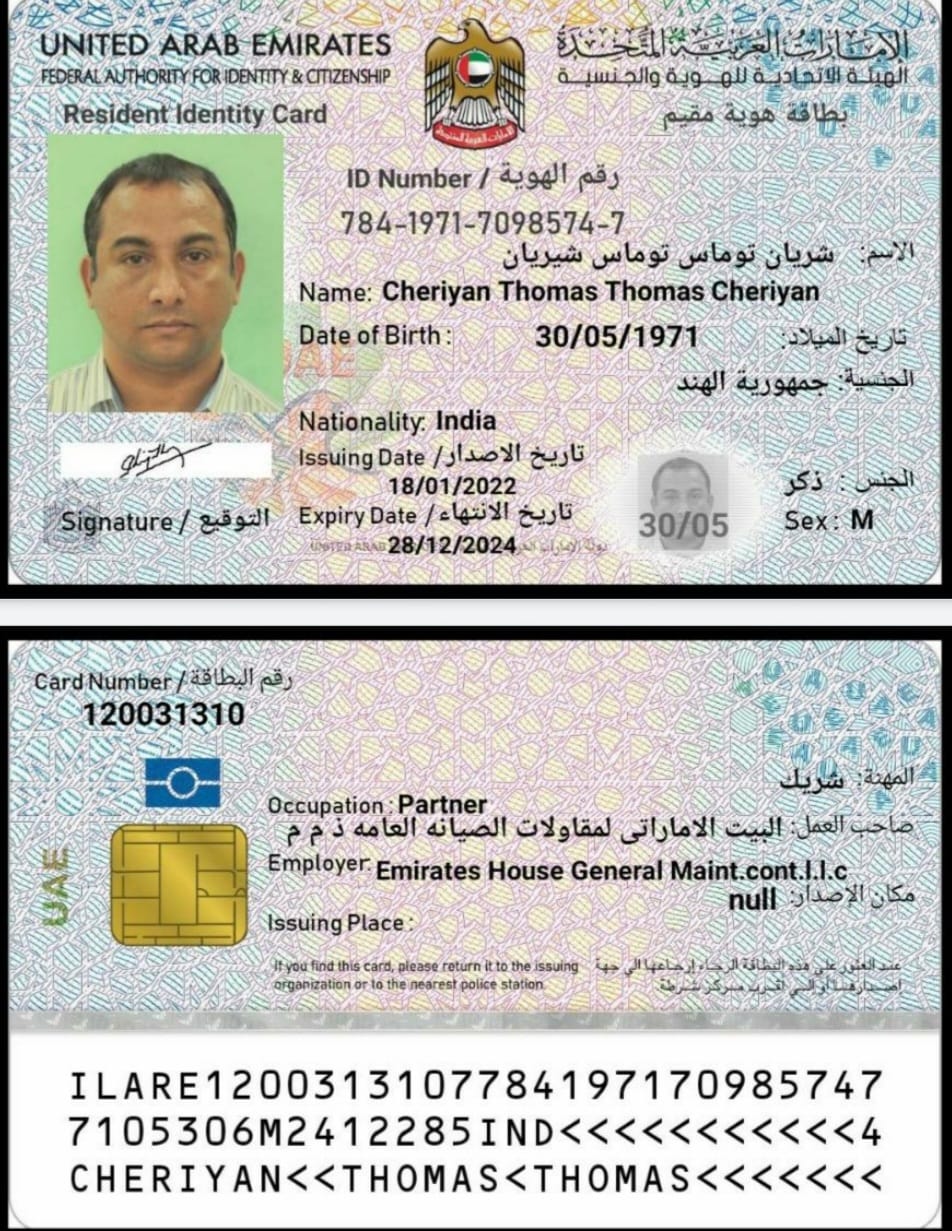 UNITED ARAB EMIRATES
الإمارات العربية المتحدة
FEDERAL AUTHORITY FOR IDENTITY & CITIZENSHIP
الهيئة الاتحادية للهوية والجنسية
Resident Identity Card
بطاقة هوية مقيم
ID Number / رقم الهوية
784-1971-7098574-7
الاسم: شريان توماس توماس شيريان
Name: Cheriyan Thomas Thomas Cheriyan
Date of Birth : 30/05/1971 تاريخ الميلاد:
الجنسية: جمهورية الهند
Nationality: India
Issuing Date / تاريخ الاصدار
18/01/2022
الجنس : ذكر
Expiry Date / تاريخ الانتهاء
28/12/2024
Sex: M
30/05
Signature / التوقيع
UAE
Card Number / رقم البطاقة
120031310
المهنة: شريك
Occupation : Partner
صاحب العمل: البيت الاماراتى لمقاولات الصيانه العامه ذ م م
Employer: Emirates House General Maint.cont.l.l.c
مكان الإصدار: null
Issuing Place :
UAE
If you find this card, please return it to the issuing
organization or to the nearest police station.
عند العثور على هذه البطاقة الرجاء إرجاعها الى جهة
اصدارها أو إلى أقرب مركز شرطة
ILARE1200313107784197170985747
7105306M2412285IND<<<<<<<<<<<4
CHERIYAN<<THOMAS<THOMAS<<<<<<<